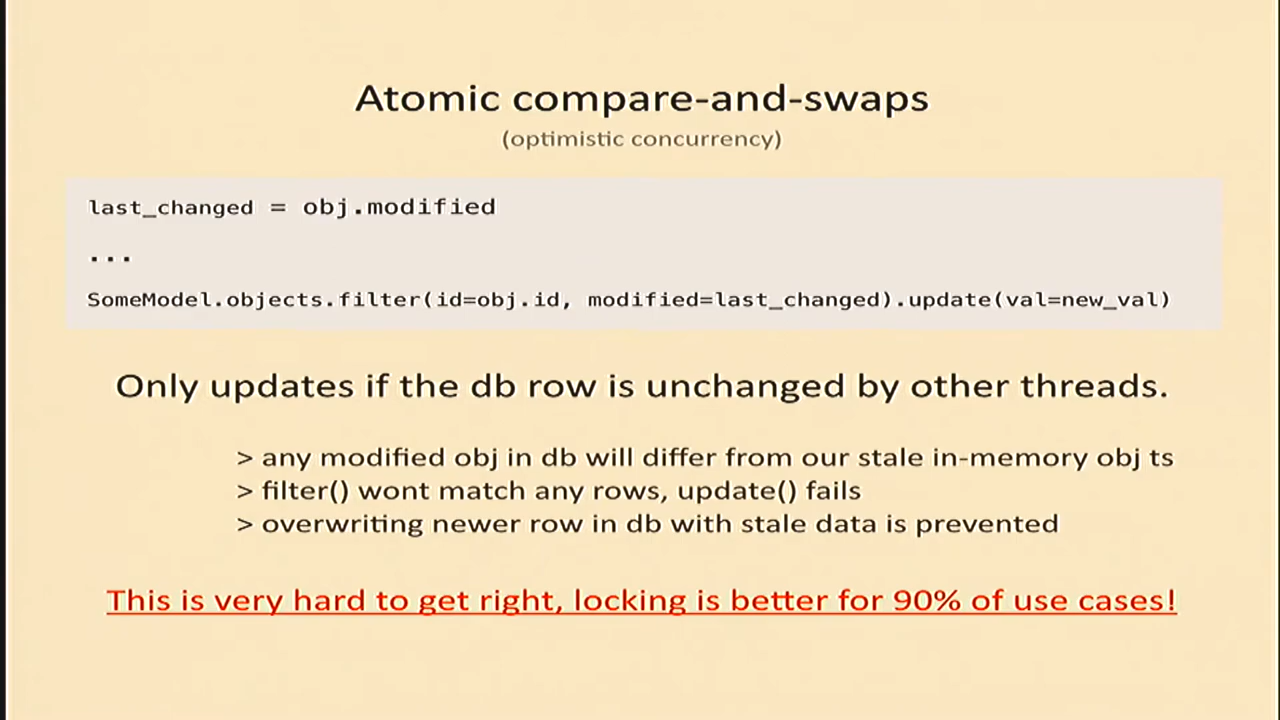 Atomic compare-and-swaps
(optimistic concurrency)
last_changed = obj.modified
...
SomeModel.objects.filter(id=obj.id, modified=last_changed).update(val=new_val)
Only updates if the db row is unchanged by other threads.
> any modified obj in db will differ from our stale in-memory obj ts
> filter() wont match any rows, update() fails
> overwriting newer row in db with stale data is prevented
This is very hard to get right, locking is better for 90% of use cases!